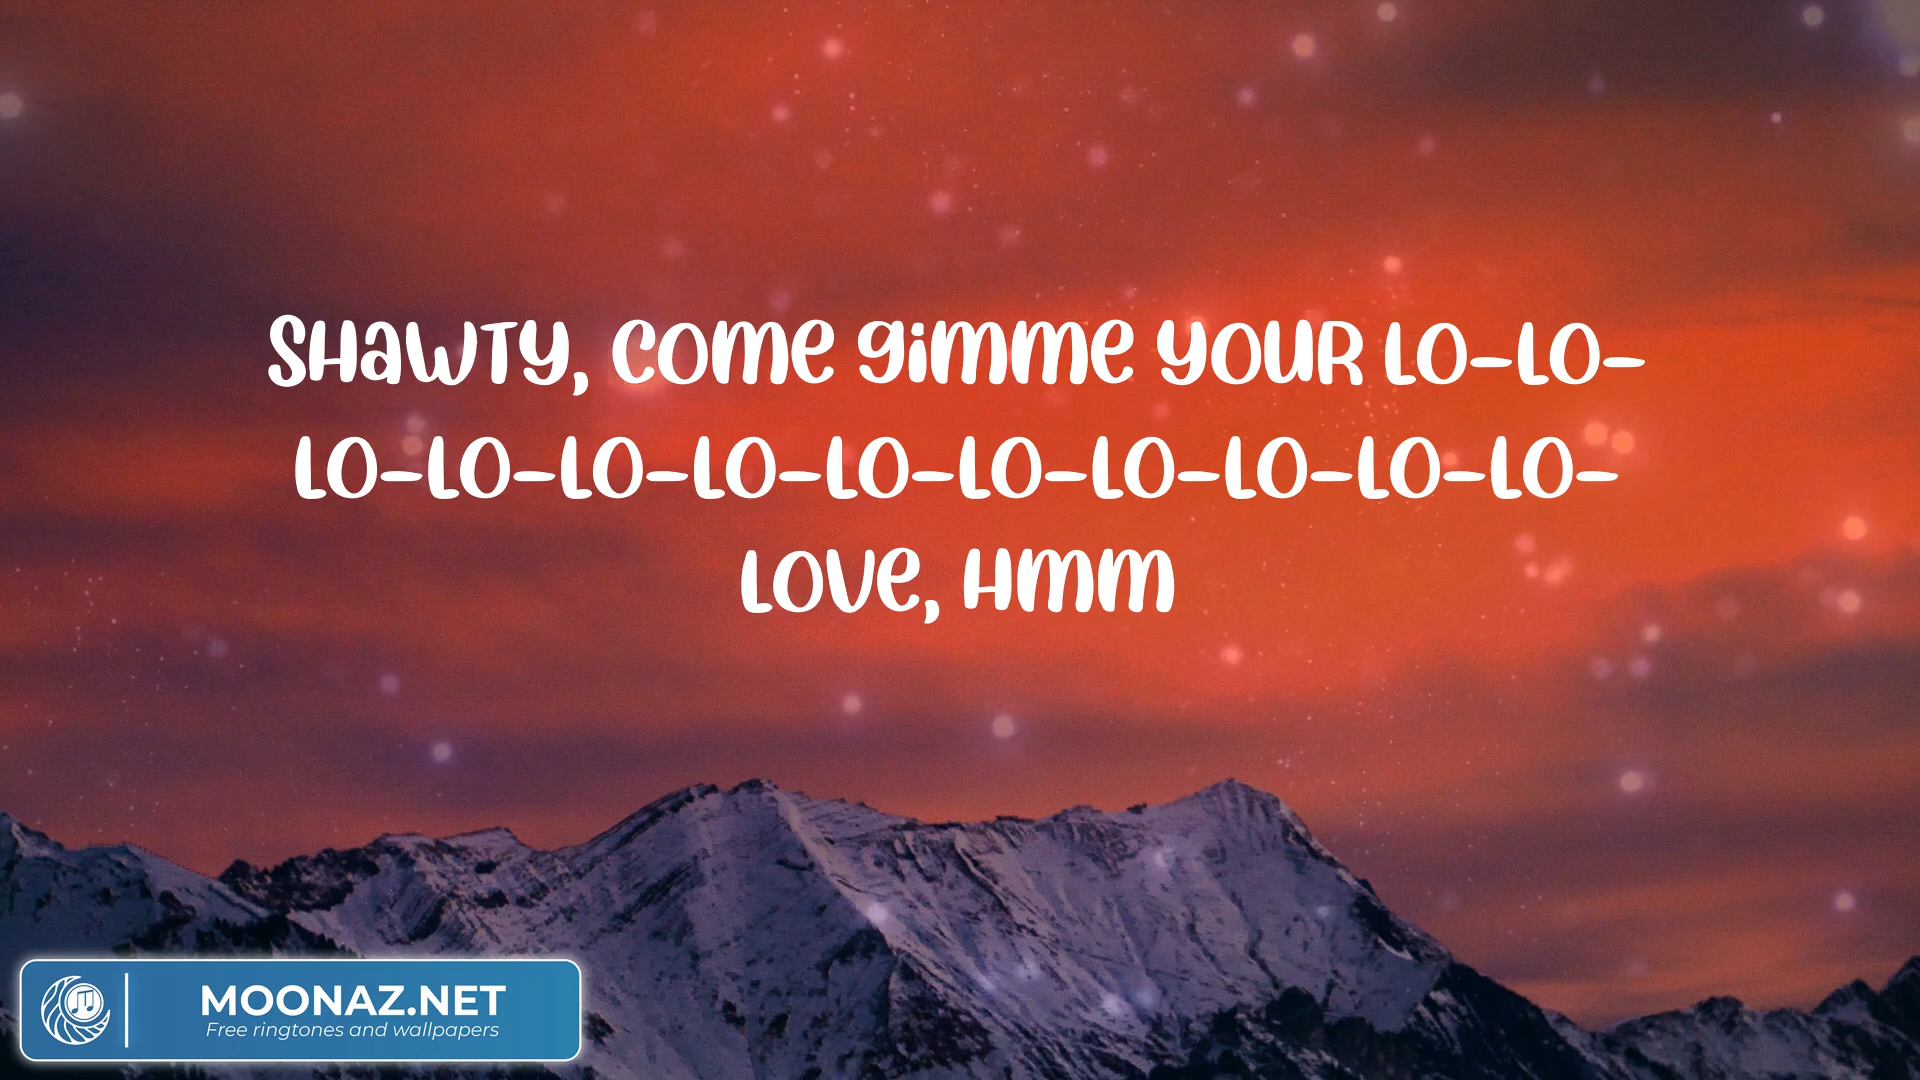 SHaWTY, COMe gimme YOUR LO-LO-
LO-LO-LO-LO-LO-LO-LO-LO-LO-LO-
LOVe, HMM
MOONAZ.NET
Free ringtones and wallpapers